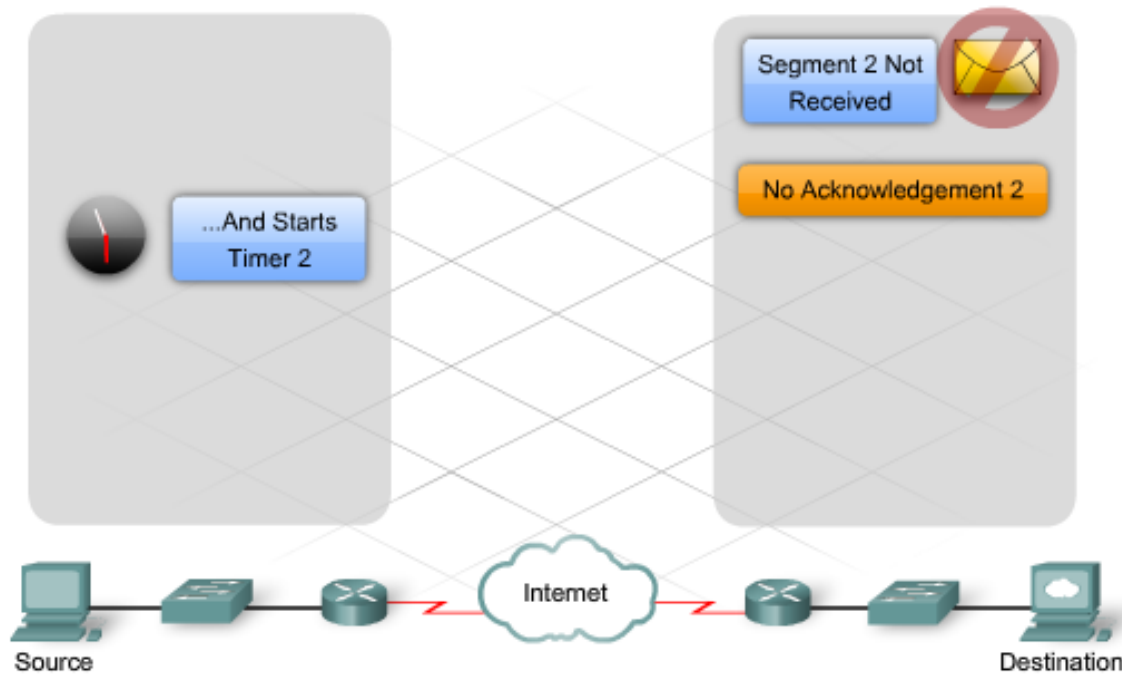 Segment 2 Not
Received
No Acknowledgement 2
...And Starts
Timer 2
Internet
Source
Destination